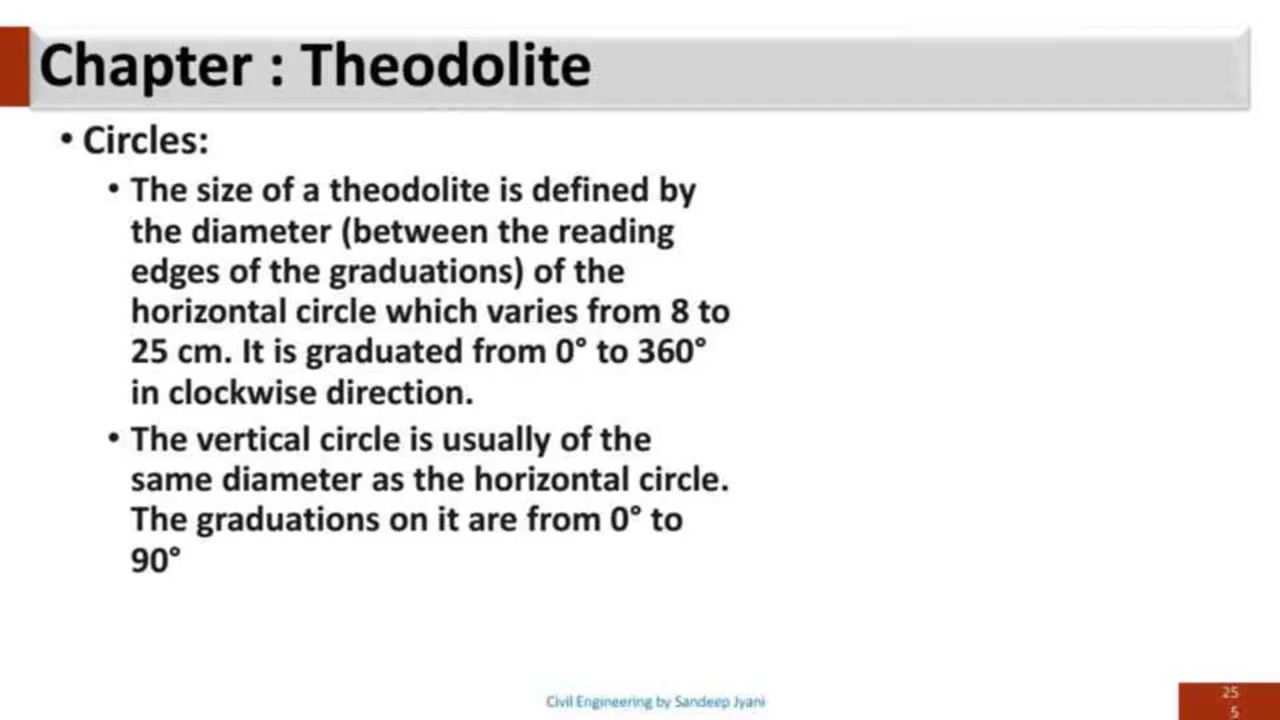 Chapter : Theodolite
• Circles:
• The size of a theodolite is defined by
the diameter (between the reading
edges of the graduations) of the
horizontal circle which varies from 8 to
25 cm. It is graduated from 0° to 360°
in clockwise direction.
• The vertical circle is usually of the
same diameter as the horizontal circle.
The graduations on it are from 0° to
90°
Civil Engineering by Sandeep Jyani
25
5